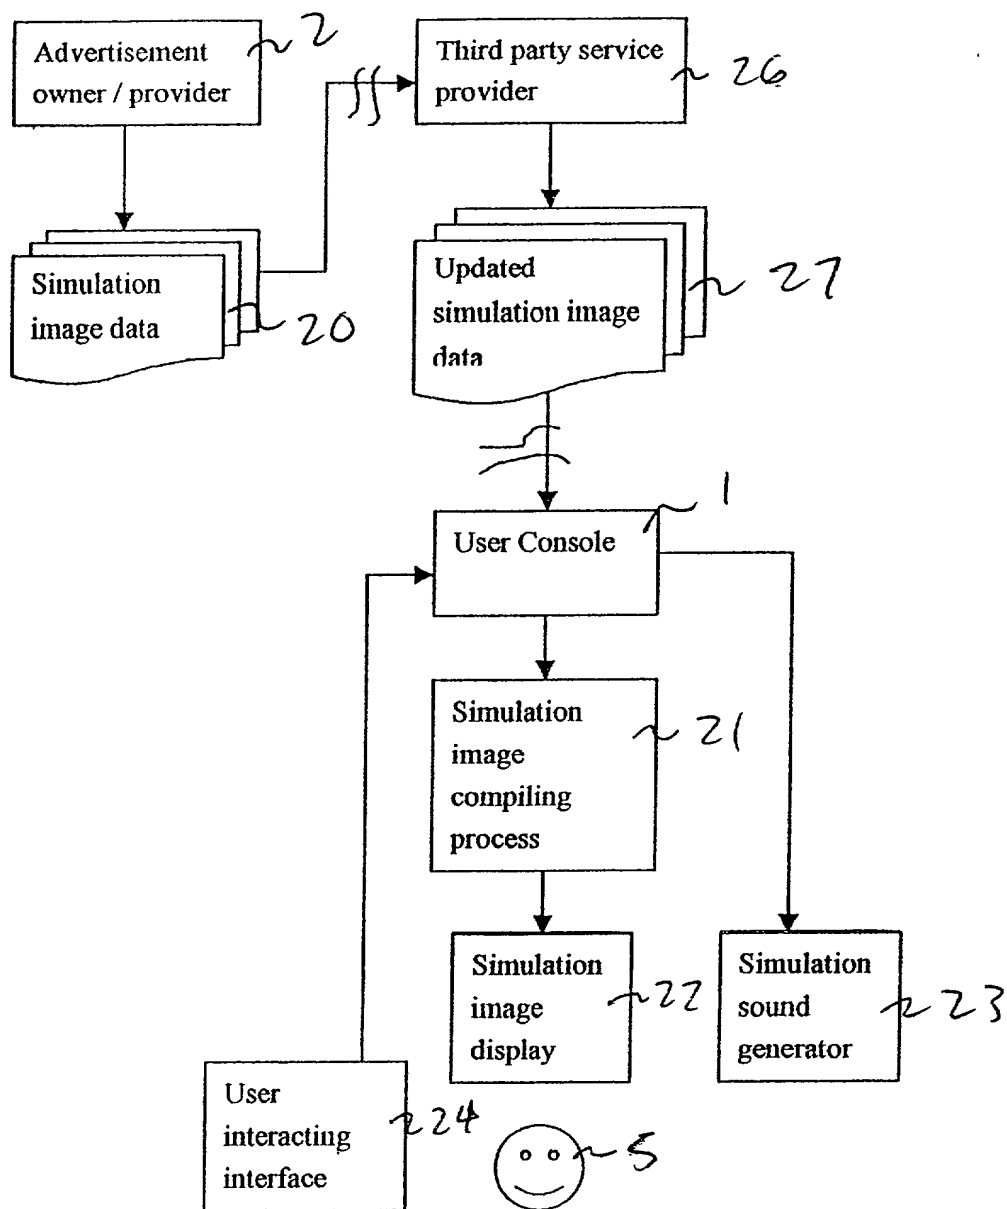 Advertisement
owner / provider
2
Third party service
provider
26
Simulation
image data
20
Updated
simulation image
data
27
User Console
1
Simulation
image
compiling
process
21
Simulation
image
display
22
Simulation
sound
generator
23
User
interacting
interface
24
5